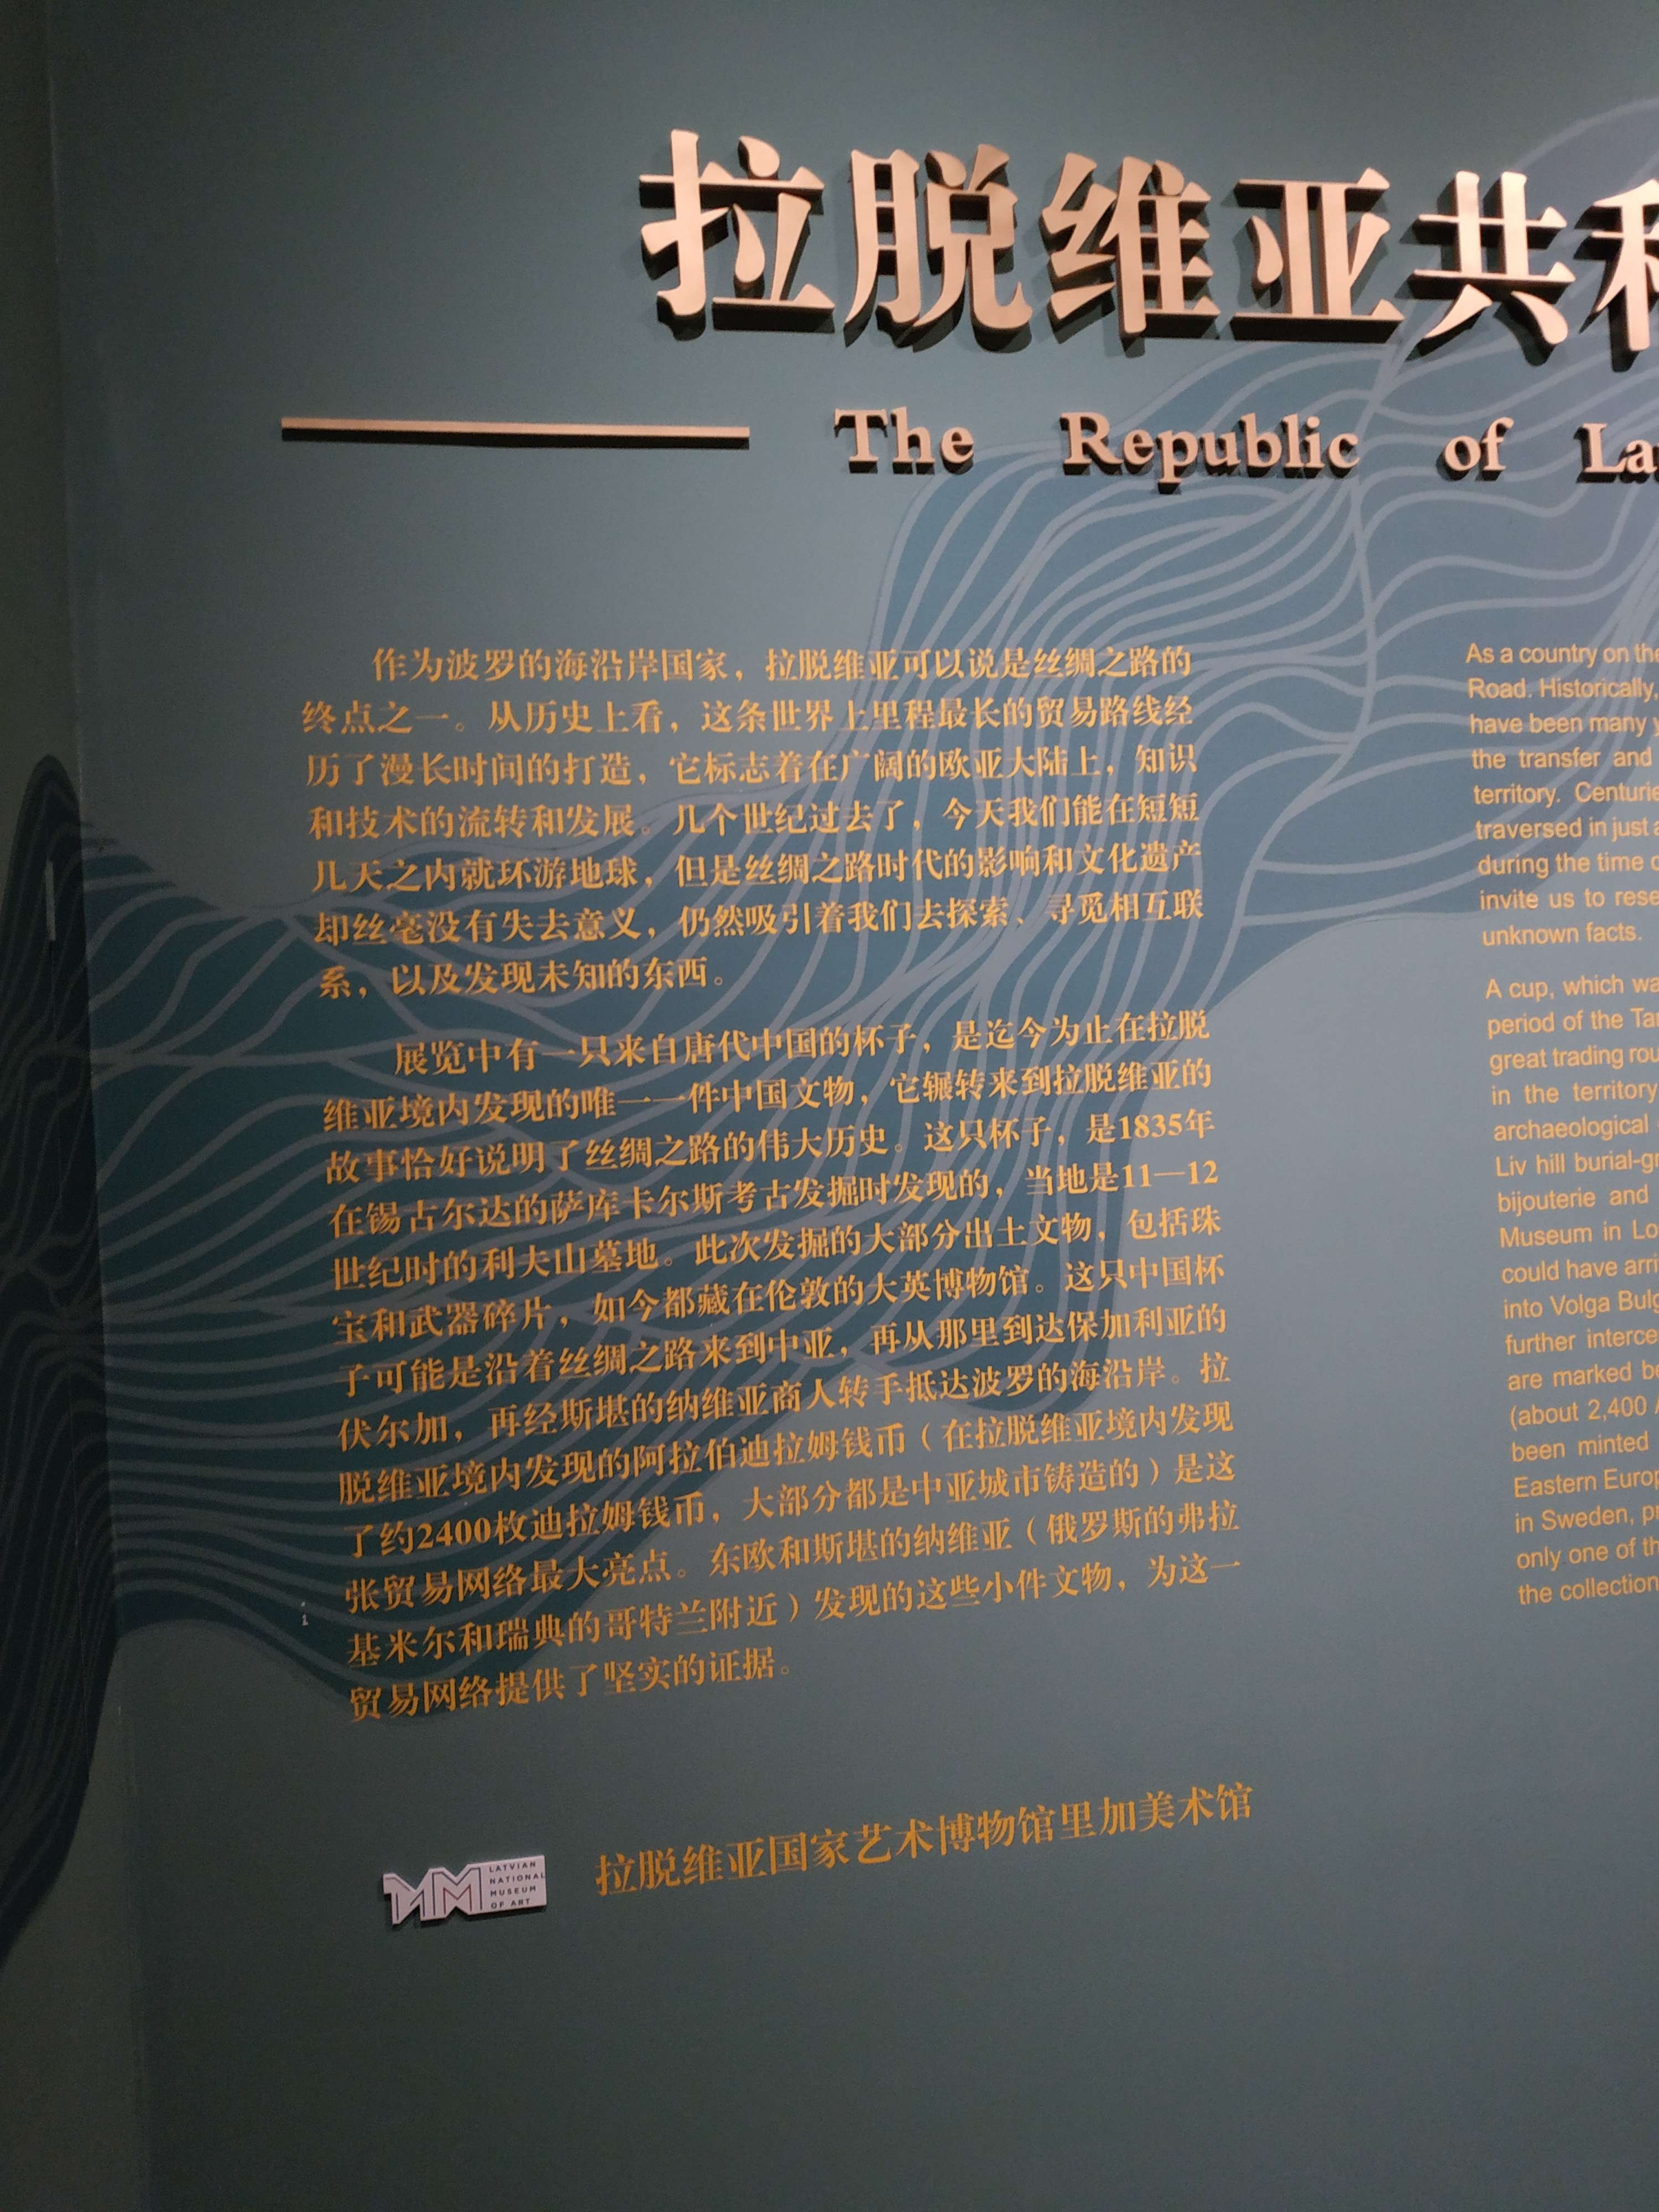 拉脱维亚共和
The Republic of La
作为波罗的海沿岸国家，拉脱维亚可以说是丝绸之路的
终点之一。从历史上看，这条世界上里程最长的贸易路线经
历了漫长时间的打造，它标志着在广阔的欧亚大陆上，知识
和技术的流转和发展。几个世纪过去了，今天我们能在短短
几天之内就环游地球，但是丝绸之路时代的影响和文化遗产
却丝毫没有失去意义，仍然吸引着我们去探索、寻觅相互联
系，以及发现未知的东西。
展览中有一只来自唐代中国的杯子，是迄今为止在拉脱
维亚境内发现的唯一一件中国文物，它辗转来到拉脱维亚的
故事恰好说明了丝绸之路的伟大历史。这只杯子，是1835年
在锡古尔达的萨库卡尔斯考古发掘时发现的，当地是11—12
世纪时的利夫山墓地。此次发掘的大部分出土文物，包括珠
宝和武器碎片，如今都藏在伦敦的大英博物馆。这只中国杯
子可能是沿着丝绸之路来到中亚，再从那里到达保加利亚的
伏尔加，再经斯堪的纳维亚商人转手抵达波罗的海沿岸。拉
脱维亚境内发现的阿拉伯迪拉姆钱币（在拉脱维亚境内发现
了约2400枚迪拉姆钱币，大部分都是中亚城市铸造的）是这
张贸易网络最大亮点。东欧和斯堪的纳维亚（俄罗斯的弗拉
基米尔和瑞典的哥特兰附近）发现的这些小件文物，为这一
贸易网络提供了坚实的证据。
LATVIAN
NATIONAL
MUSEUM
OF ART
拉脱维亚国家艺术博物馆里加美术馆
As a country on the
Road. Historically,
have been many y
the transfer and
territory. Centurie
traversed in just a
during the time o
invite us to rese
unknown facts.
A cup, which wa
period of the Ta
great trading rou
in the territory
archaeological
Liv hill burial-gr
bijouterie and
Museum in Lo
could have arri
into Volga Bulg
further interce
are marked be
(about 2,400 A
been minted
Eastern Europ
in Sweden, pr
only one of th
the collection